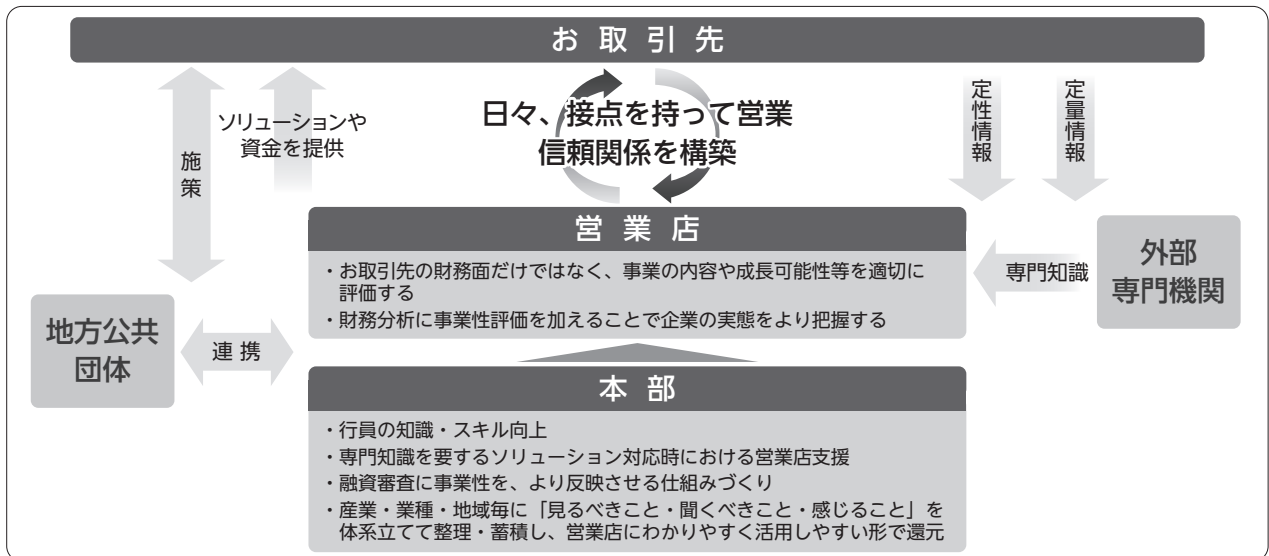 お取引先
施策
ソリューションや
資金を提供
日々、接点を持って営業
信頼関係を構築
定性情報
定量情報
営業店
・お取引先の財務面だけではなく、事業の内容や成長可能性等を適切に
評価する
・財務分析に事業性評価を加えることで企業の実態をより把握する
専門知識
外部
専門機関
地方公共
団体
連携
本部
・行員の知識・スキル向上
・専門知識を要するソリューション対応時における営業店支援
・融資審査に事業性を、より反映させる仕組みづくり
・産業・業種・地域毎に「見るべきこと・聞くべきこと・感じること」を
体系立てて整理・蓄積し、営業店にわかりやすく活用しやすい形で還元